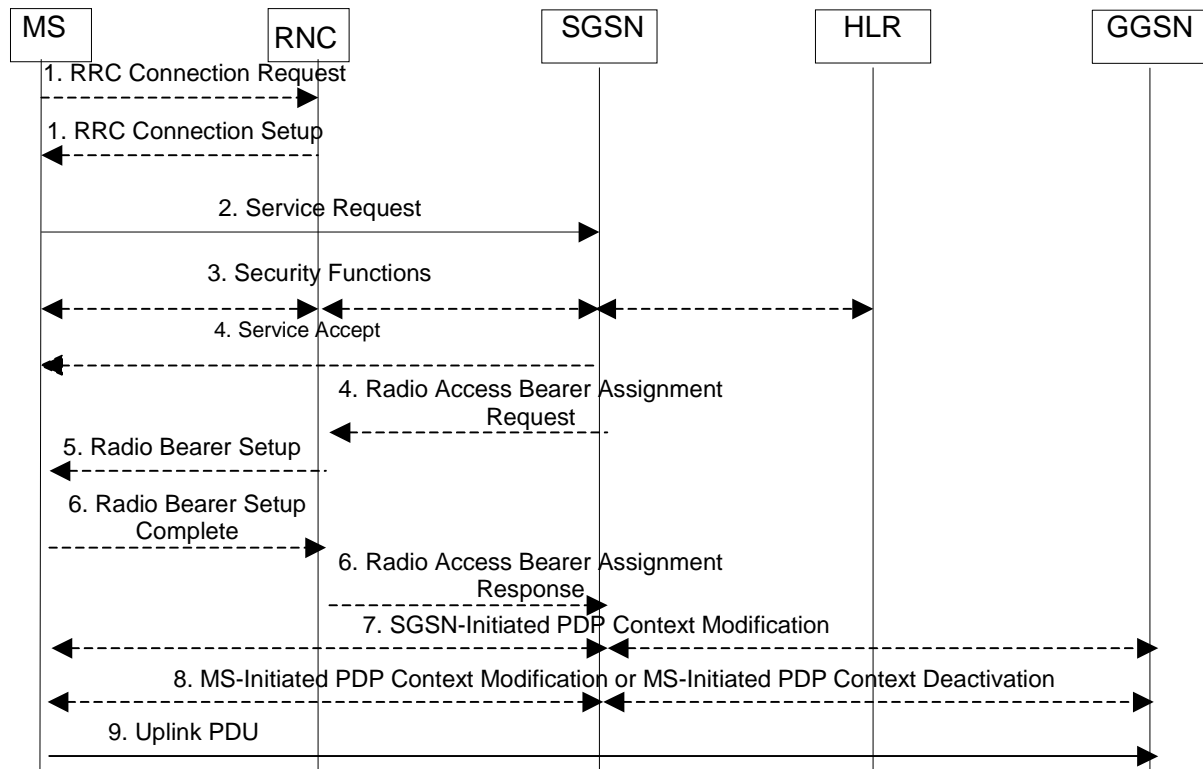 MS
RNC
SGSN
HLR
GGSN
1. RRC Connection Request
1. RRC Connection Setup
2. Service Request
3. Security Functions
4. Service Accept
4. Radio Access Bearer Assignment
Request
5. Radio Bearer Setup
6. Radio Bearer Setup
Complete
6. Radio Access Bearer Assignment
Response
7. SGSN-Initiated PDP Context Modification
8. MS-Initiated PDP Context Modification or MS-Initiated PDP Context Deactivation
9. Uplink PDU